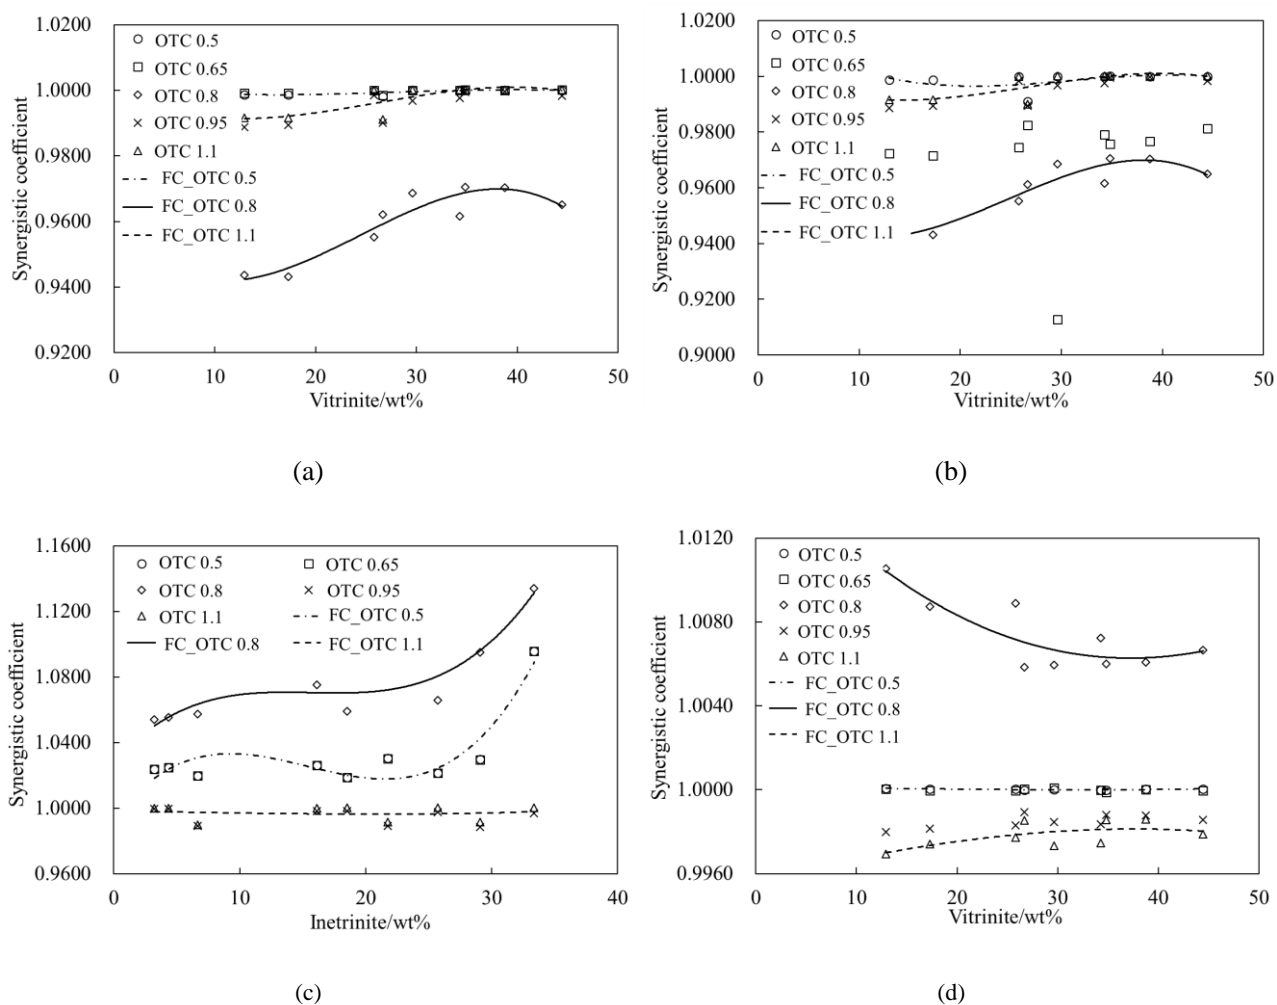 (a)
1.0200
1.0000
0.9800
0.9600
0.9400
0.9200
Synergistic coefficient
OTC 0.5
OTC 0.65
OTC 0.8
OTC 0.95
OTC 1.1
FC_OTC 0.5
FC_OTC 0.8
FC_OTC 1.1
0 10 20 30 40 50
Vitrinite/wt%
(a)
(b)
1.0200
1.0000
0.9800
0.9600
0.9400
0.9200
0.9000
Synergistic coefficient
OTC 0.5
OTC 0.65
OTC 0.8
OTC 0.95
OTC 1.1
FC_OTC 0.5
FC_OTC 0.8
FC_OTC 1.1
0 10 20 30 40 50
Vitrinite/wt%
(b)
1.1600
1.1200
1.0800
1.0400
1.0000
0.9600
Synergistic coefficient
OTC 0.5 OTC 0.65
OTC 0.8 OTC 0.95
OTC 1.1 FC_OTC 0.5
FC_OTC 0.8 FC_OTC 1.1
0 10 20 30 40
Inetrinite/wt%
(c)
1.0120
1.0080
1.0040
1.0000
0.9960
Synergistic coefficient
OTC 0.5
OTC 0.65
OTC 0.8
OTC 0.95
OTC 1.1
FC_OTC 0.5
FC_OTC 0.8
FC_OTC 1.1
0 10 20 30 40 50
Vitrinite/wt%
(d)